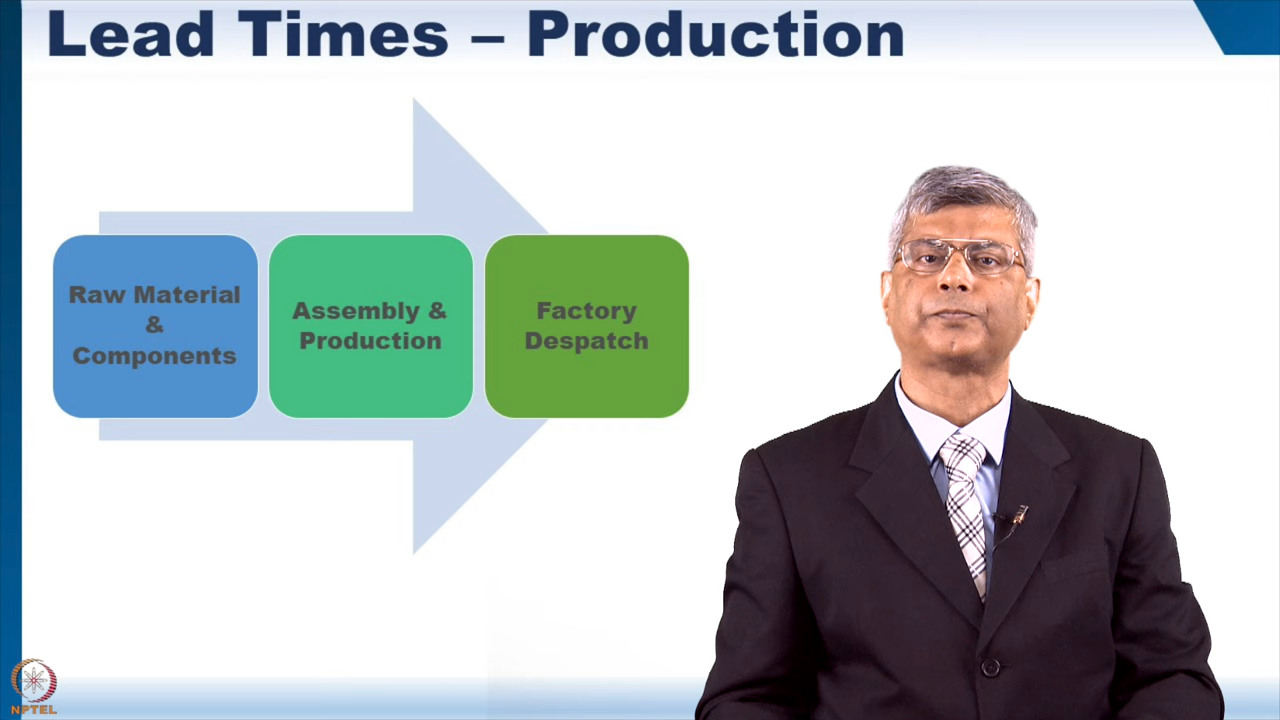 Lead Times – Production
Raw Material
&
Components
Assembly &
Production
Factory
Despatch
NPTEL